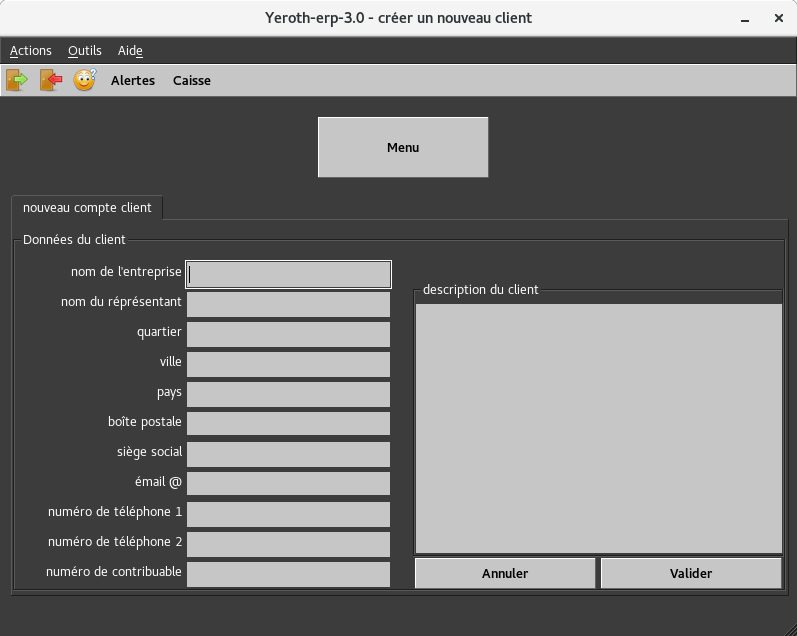 Yeroth-erp-3.0 - créer un nouveau client
Actions Outils Aide
Alertes Caisse
Menu
nouveau compte client
Données du client
nom de l'entreprise
nom du réprésentant
quartier
ville
pays
boîte postale
siège social
émail @
numéro de téléphone 1
numéro de téléphone 2
numéro de contribuable
description du client
Annuler Valider